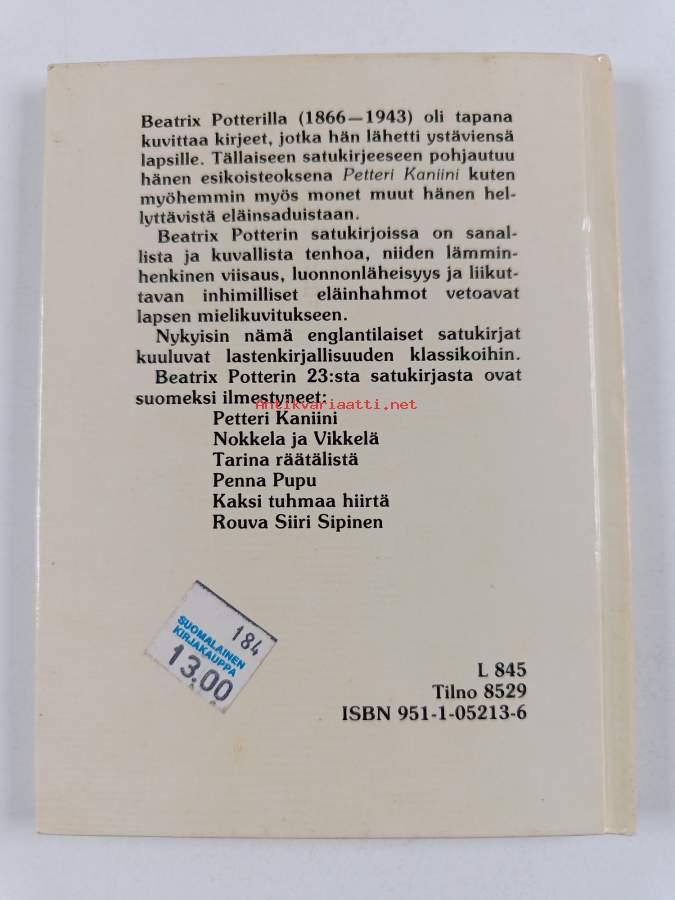 Beatrix Potterilla (1866—1943) oli tapana
kuvittaa kirjeet, jotka hän lähetti ystäviensä
lapsille. Tällaiseen satukirjeeseen pohjautuu
hänen esikoisteoksena Petteri Kaniini kuten
myöhemmin myös monet muut hänen hel-
lyttävistä eläinsaduistaan.
Beatrix Potterin satukirjoissa on sanal-
lista ja kuvallista tenhoa, niiden lämmin-
henkinen viisaus, luonnonläheisyys ja liikut-
tavan inhimilliset eläinhahmot vetoavat
lapsen mielikuvitukseen.
Nykyisin nämä englantilaiset satukirjat
kuuluvat lastenkirjallisuuden klassikoihin.
Beatrix Potterin 23:sta satukirjasta ovat
suomeksi ilmestyneet:
Antikvariaatti.net
Petteri Kaniini
Nokkela ja Vikkelä
Tarina räätälistä
Penna Pupu
Kaksi tuhmaa hiirtä
Rouva Siiri Sipinen
184
SUOMALAINEN
KIRJAKAUPPA
13.00
L 845
Tilno 8529
ISBN 951-1-05213-6